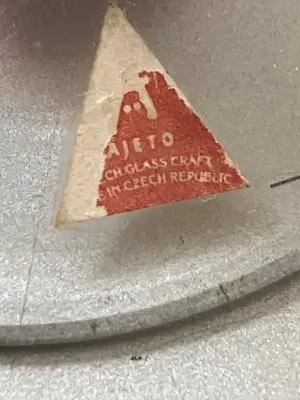 AJETO
CH GLASS CRAFT
IN CZECH REPUBLIC